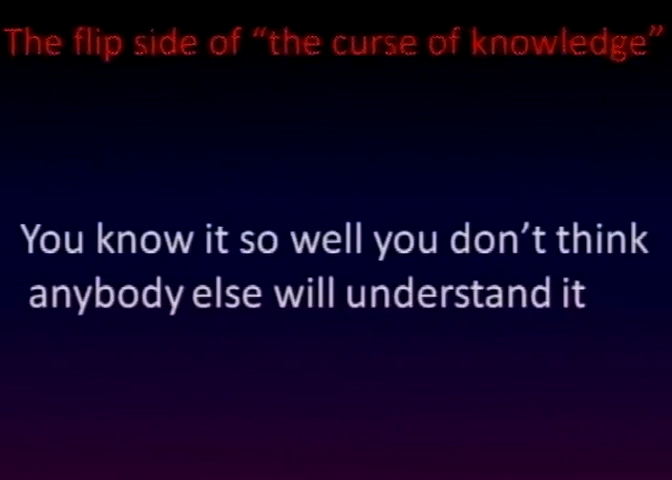 The flip side of “the curse of knowledge”
You know it so well you don’t think
anybody else will understand it